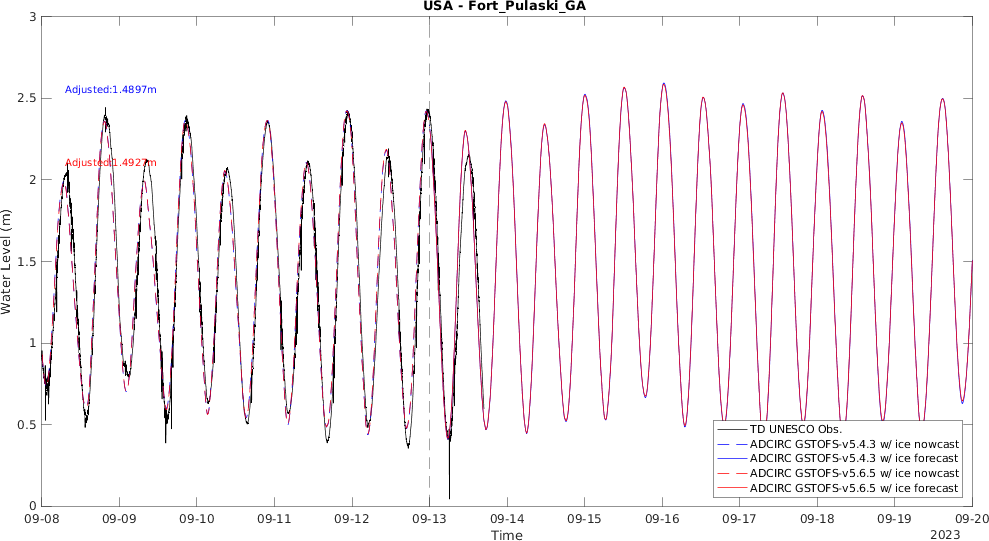 USA - Fort_Pulaski_GA
3
2.5
2
1.5
1
0.5
0
Water Level (m)
Adjusted:1.4897m
Adjusted:1.4927m
TD UNESCO Obs.
ADCIRC GSTOFS-v5.4.3 w/ ice nowcast
ADCIRC GSTOFS-v5.4.3 w/ ice forecast
ADCIRC GSTOFS-v5.6.5 w/ ice nowcast
ADCIRC GSTOFS-v5.6.5 w/ ice forecast
09-08 09-09 09-10 09-11 09-12 09-13 09-14 09-15 09-16 09-17 09-18 09-19 09-20
Time
2023